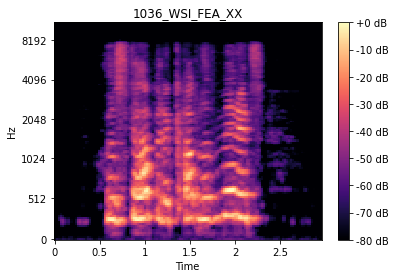 1036_WSI_FEA_XX
8192
4096
2048
1024
512
0
Hz
0 0.5 1 1.5 2 2.5
Time
+0 dB
-10 dB
-20 dB
-30 dB
-40 dB
-50 dB
-60 dB
-70 dB
-80 dB